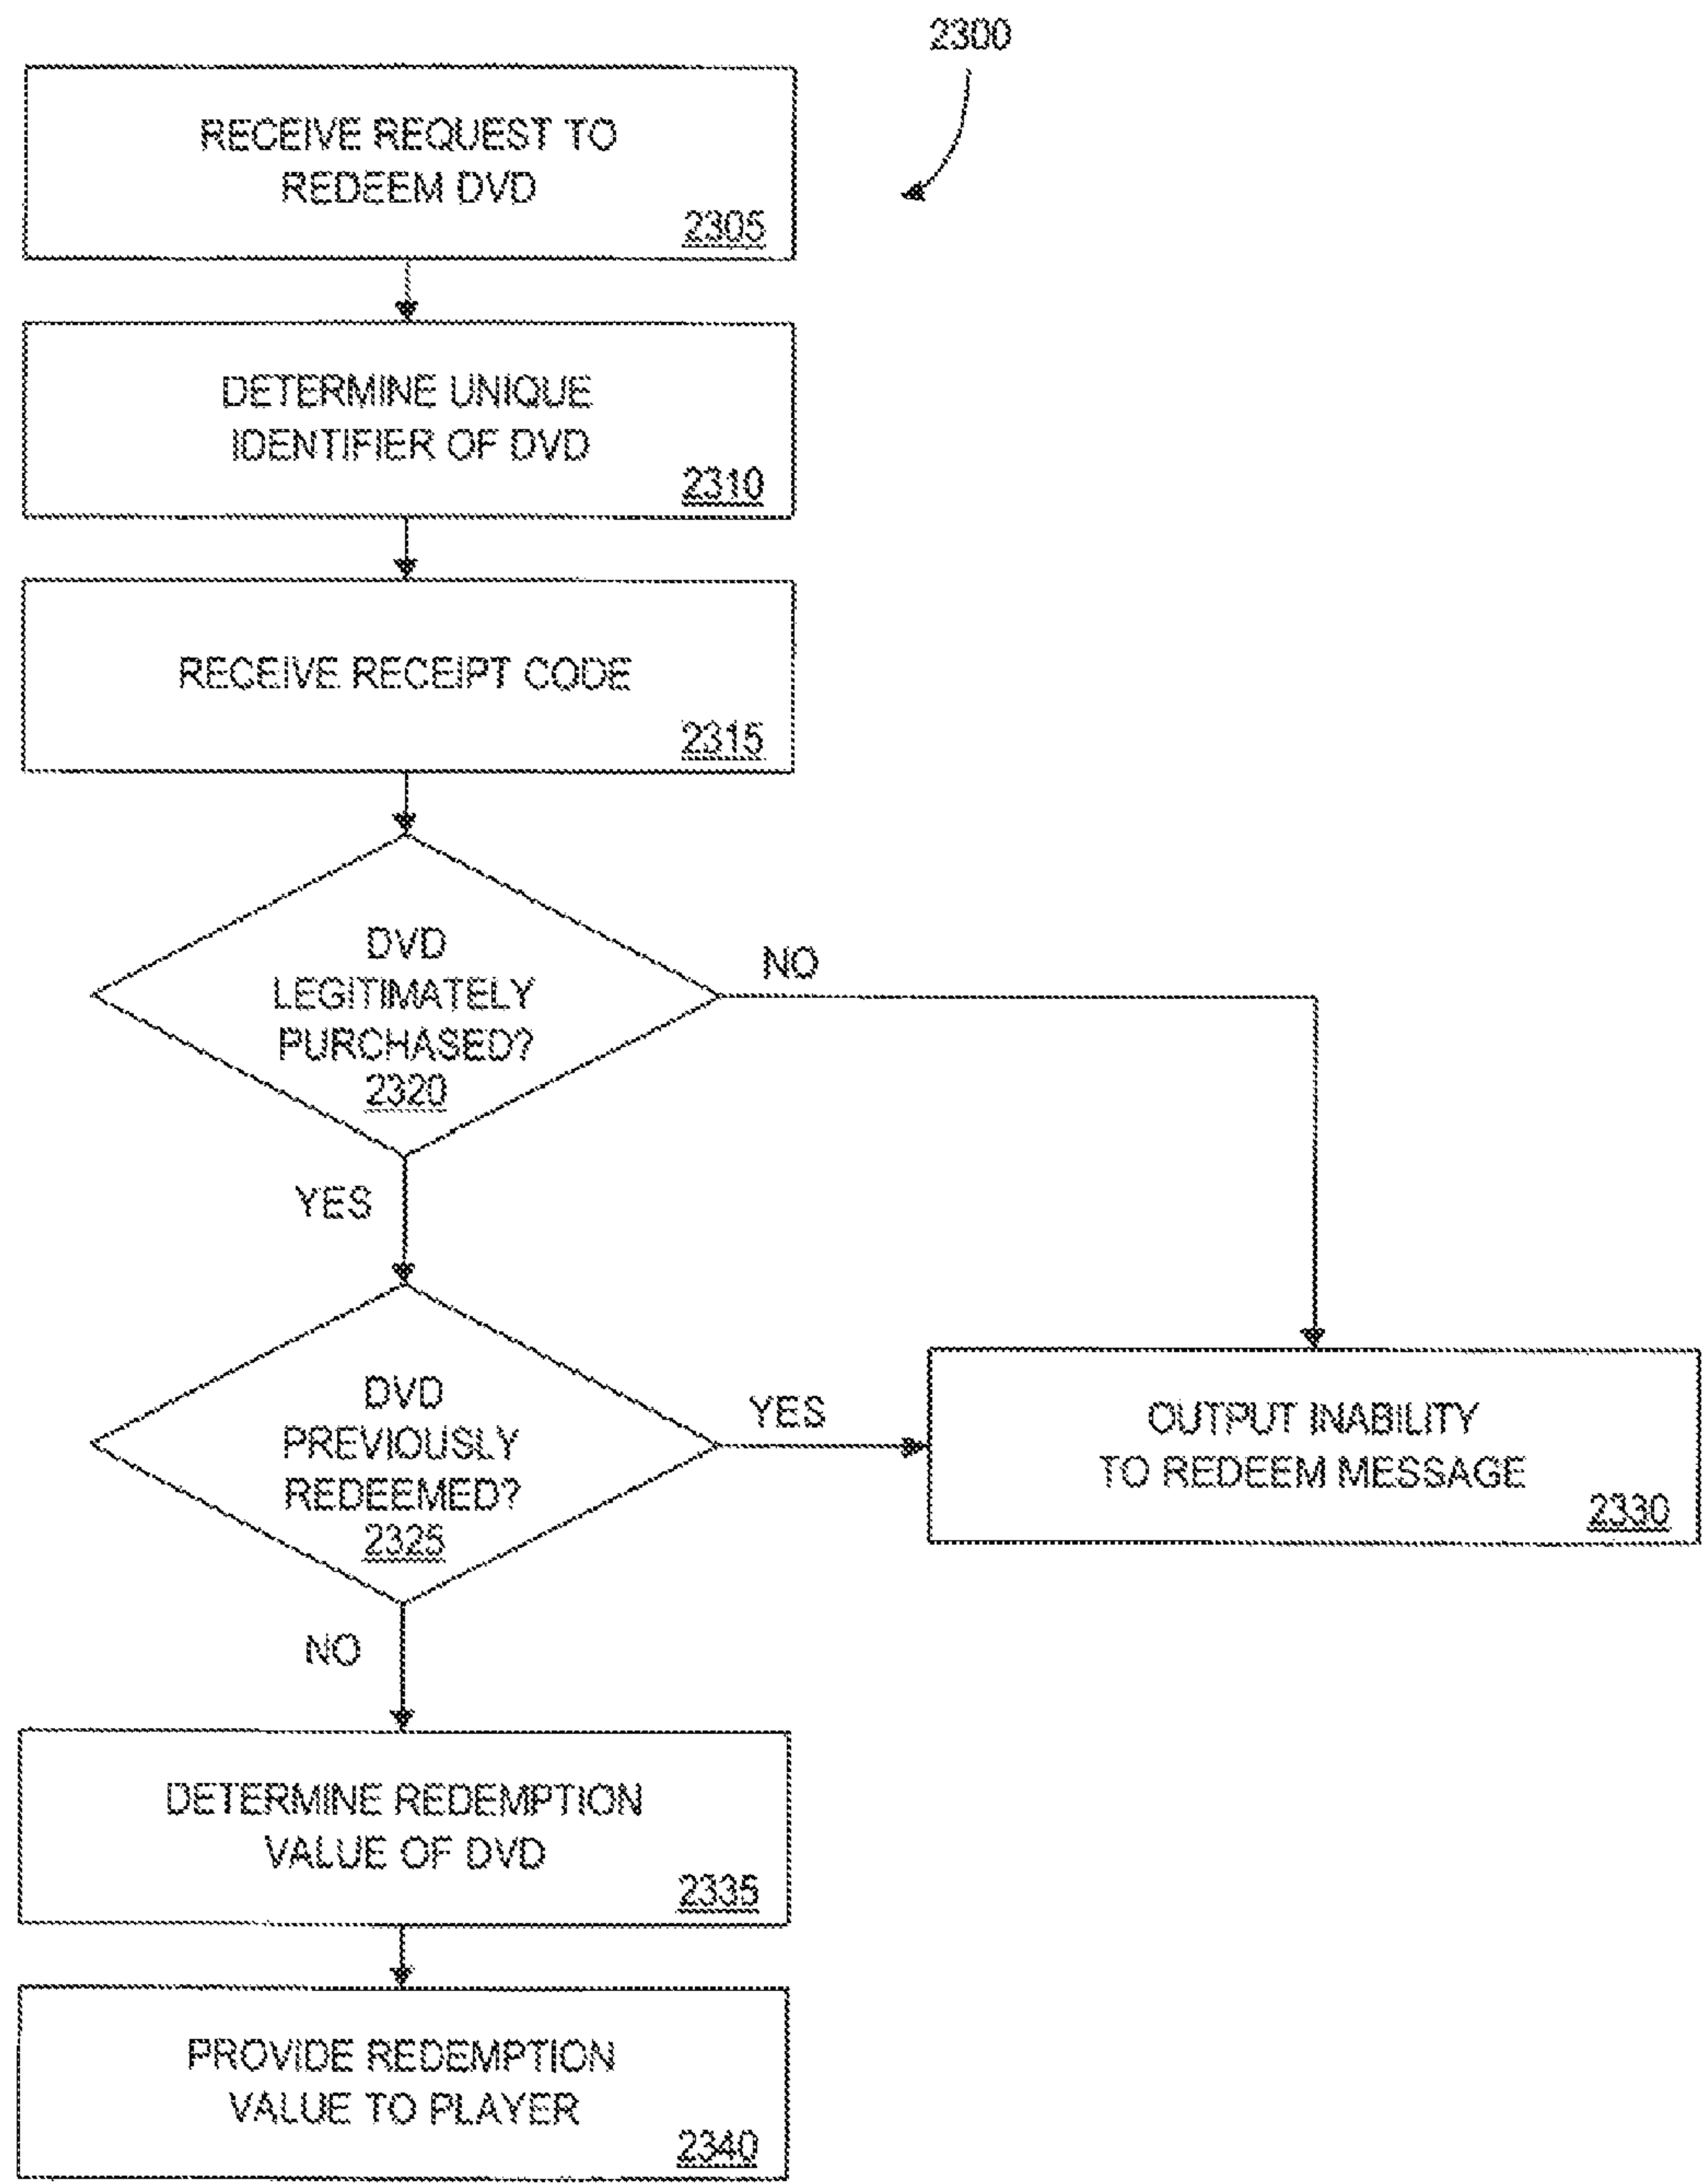 2300
RECEIVE REQUEST TO
REDEEM DVD
2305
DETERMINE UNIQUE
IDENTIFIER OF DVD
2310
RECEIVE RECEIPT CODE
2315
DVD
LEGITIMATELY
PURCHASED?
2320
NO
YES
DVD
PREVIOUSLY
REDEEMED?
2325
YES
OUTPUT INABILITY
TO REDEEM MESSAGE
2330
NO
DETERMINE REDEMPTION
VALUE OF DVD
2335
PROVIDE REDEMPTION
VALUE TO PLAYER
2340